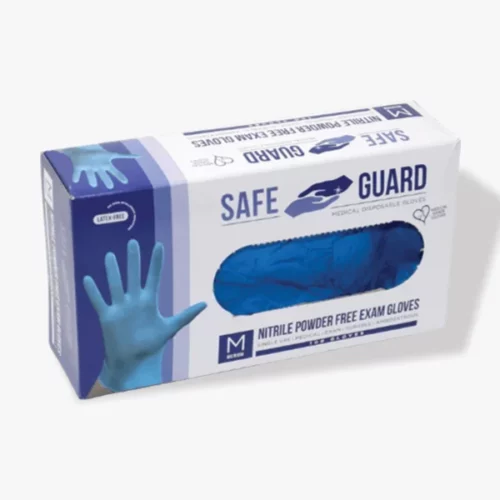 NITRILE POWDER FREE EXAM GLOVES
SAFE GUARD
M
LATEX FREE
SAFE GUARD
MEDICAL DISPOSABLE GLOVES
M
MEDIUM
NITRILE POWDER FREE EXAM GLOVES
100 GLOVES